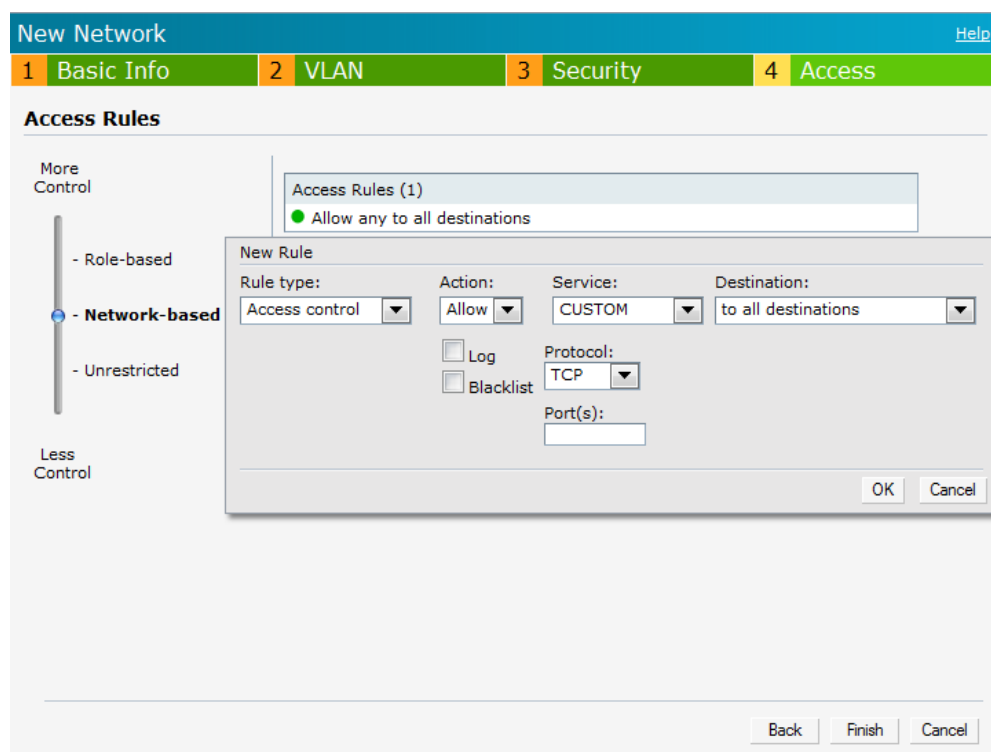 New Network
Help
1 Basic Info 2 VLAN 3 Security 4 Access
Access Rules
More
Control
- Role-based
- Network-based
- Unrestricted
Less
Control
Access Rules (1)
Allow any to all destinations
New Rule
Rule type: Action: Service: Destination:
Access control Allow CUSTOM to all destinations
Log
Blacklist
Protocol:
TCP
Port(s):
OK Cancel
Back Finish Cancel